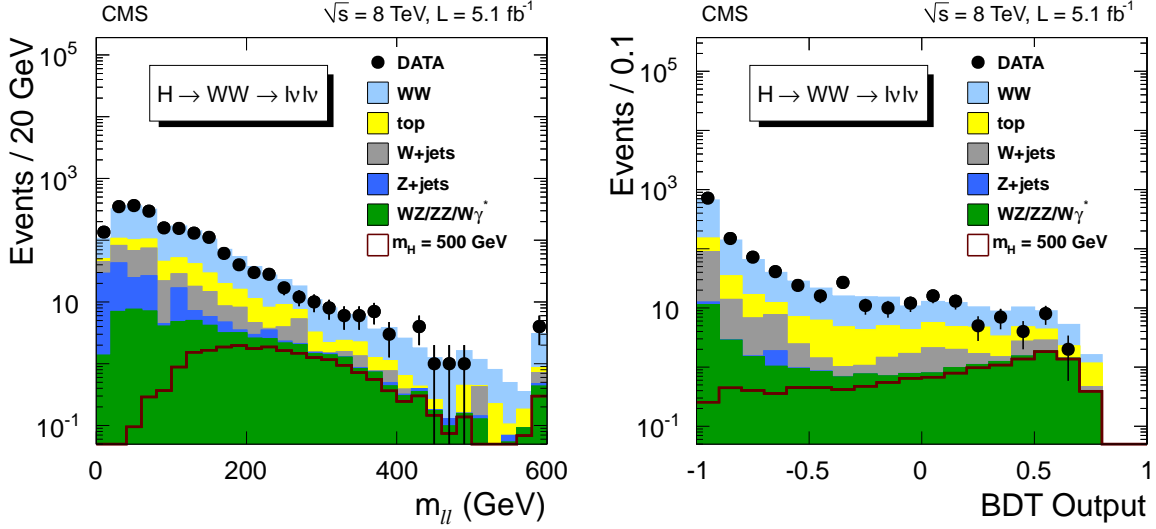 CMS
√s = 8 TeV, L = 5.1 fb⁻¹
Events / 20 GeV
10⁵
10³
10
10⁻¹
H → WW → lνlν
DATA
WW
top
W+jets
Z+jets
WZ/ZZ/Wγ*
m_H = 500 GeV
0
200
400
600
m_ll (GeV)
CMS
√s = 8 TeV, L = 5.1 fb⁻¹
Events / 0.1
10⁵
10³
10
10⁻¹
H → WW → lνlν
DATA
WW
top
W+jets
Z+jets
WZ/ZZ/Wγ*
m_H = 500 GeV
-1
-0.5
0
0.5
1
BDT Output